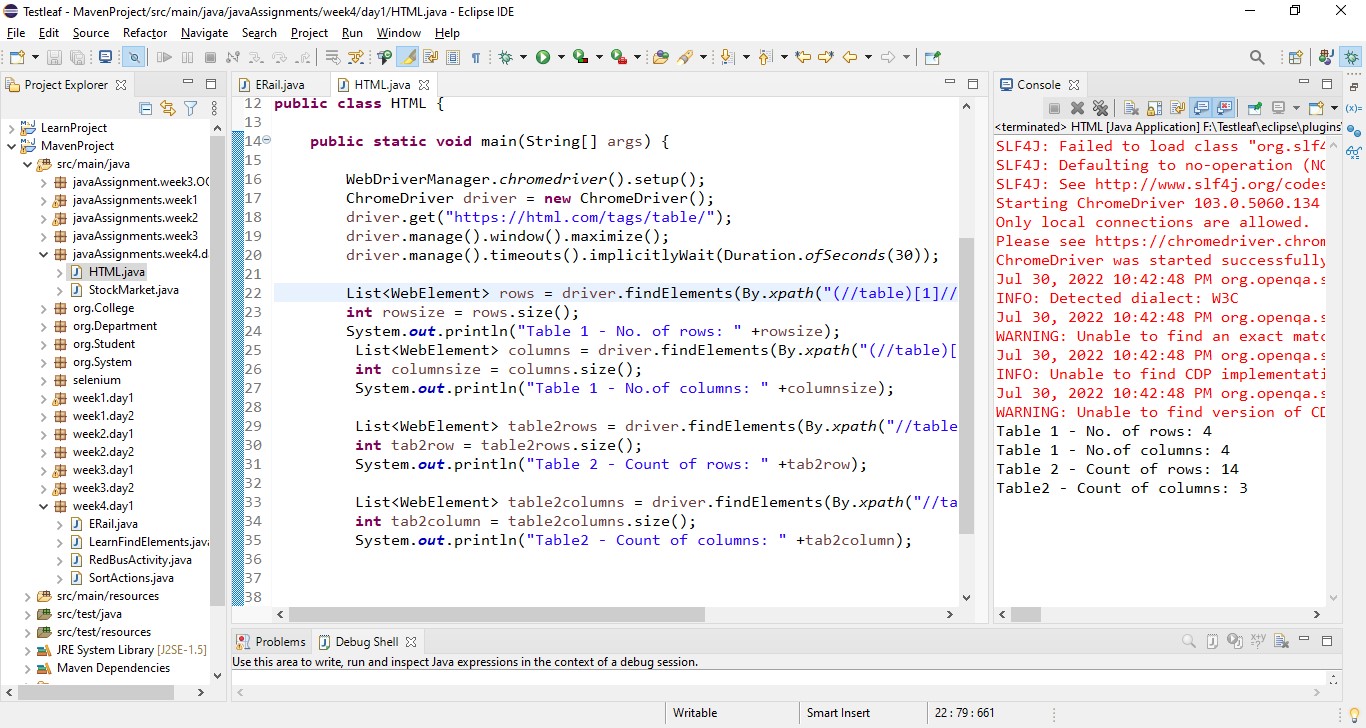 Testleaf - MavenProject/src/main/java/javaAssignments/week4/day1/HTML.java - Eclipse IDE
File Edit Source Refactor Navigate Search Project Run Window Help
Project Explorer
LearnProject
MavenProject
src/main/java
javaAssignment.week3.OO
javaAssignments.week1
javaAssignments.week2
javaAssignments.week3
javaAssignments.week4.d
HTML.java
StockMarket.java
org.College
org.Department
org.Student
org.System
selenium
week1.day1
week1.day2
week2.day1
week2.day2
week3.day1
week3.day2
week4.day1
ERail.java
LearnFindElements.java
RedBusActivity.java
SortActions.java
src/main/resources
src/test/java
src/test/resources
JRE System Library [J2SE-1.5]
Maven Dependencies
ERail.java HTML.java
12 public class HTML {
13
14 public static void main(String[] args) {
15
16 WebDriverManager.chromedriver().setup();
17 ChromeDriver driver = new ChromeDriver();
18 driver.get("https://html.com/tags/table/");
19 driver.manage().window().maximize();
20 driver.manage().timeouts().implicitlyWait(Duration.ofSeconds(30));
21
22 List<WebElement> rows = driver.findElements(By.xpath("(//table)[1]//
23 int rowsize = rows.size();
24 System.out.println("Table 1 - No. of rows: " +rowsize);
25 List<WebElement> columns = driver.findElements(By.xpath("(//table)[
26 int columnsize = columns.size();
27 System.out.println("Table 1 - No.of columns: " +columnsize);
28
29 List<WebElement> table2rows = driver.findElements(By.xpath("//table
30 int tab2row = table2rows.size();
31 System.out.println("Table 2 - Count of rows: " +tab2row);
32
33 List<WebElement> table2columns = driver.findElements(By.xpath("//ta
34 int tab2column = table2columns.size();
35 System.out.println("Table2 - Count of columns: " +tab2column);
36
37
38
Console
<terminated> HTML [Java Application] F:\Testleaf\eclipse\plugins\
SLF4J: Failed to load class "org.slf4
SLF4J: Defaulting to no-operation (NO
SLF4J: See http://www.slf4j.org/codes
Starting ChromeDriver 103.0.5060.134
Only local connections are allowed.
Please see https://chromedriver.chrom
ChromeDriver was started successfully
Jul 30, 2022 10:42:48 PM org.openqa.s
INFO: Detected dialect: W3C
Jul 30, 2022 10:42:48 PM org.openqa.s
WARNING: Unable to find an exact matc
Jul 30, 2022 10:42:48 PM org.openqa.s
INFO: Unable to find CDP implementati
Jul 30, 2022 10:42:48 PM org.openqa.s
WARNING: Unable to find version of CD
Table 1 - No. of rows: 4
Table 1 - No.of columns: 4
Table 2 - Count of rows: 14
Table2 - Count of columns: 3
Problems Debug Shell
Use this area to write, run and inspect Java expressions in the context of a debug session.
Writable Smart Insert 22 : 79 : 661